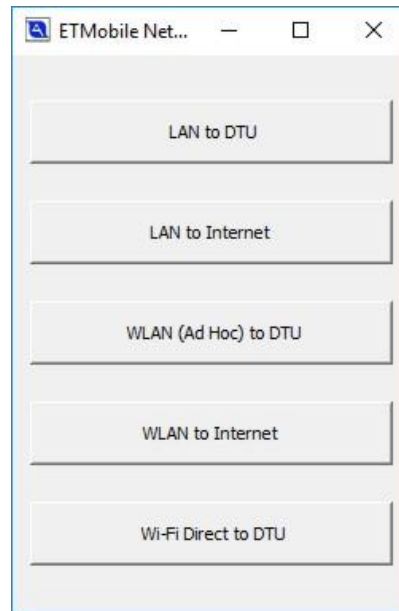 ETMobile Net...
LAN to DTU
LAN to Internet
WLAN (Ad Hoc) to DTU
WLAN to Internet
Wi-Fi Direct to DTU